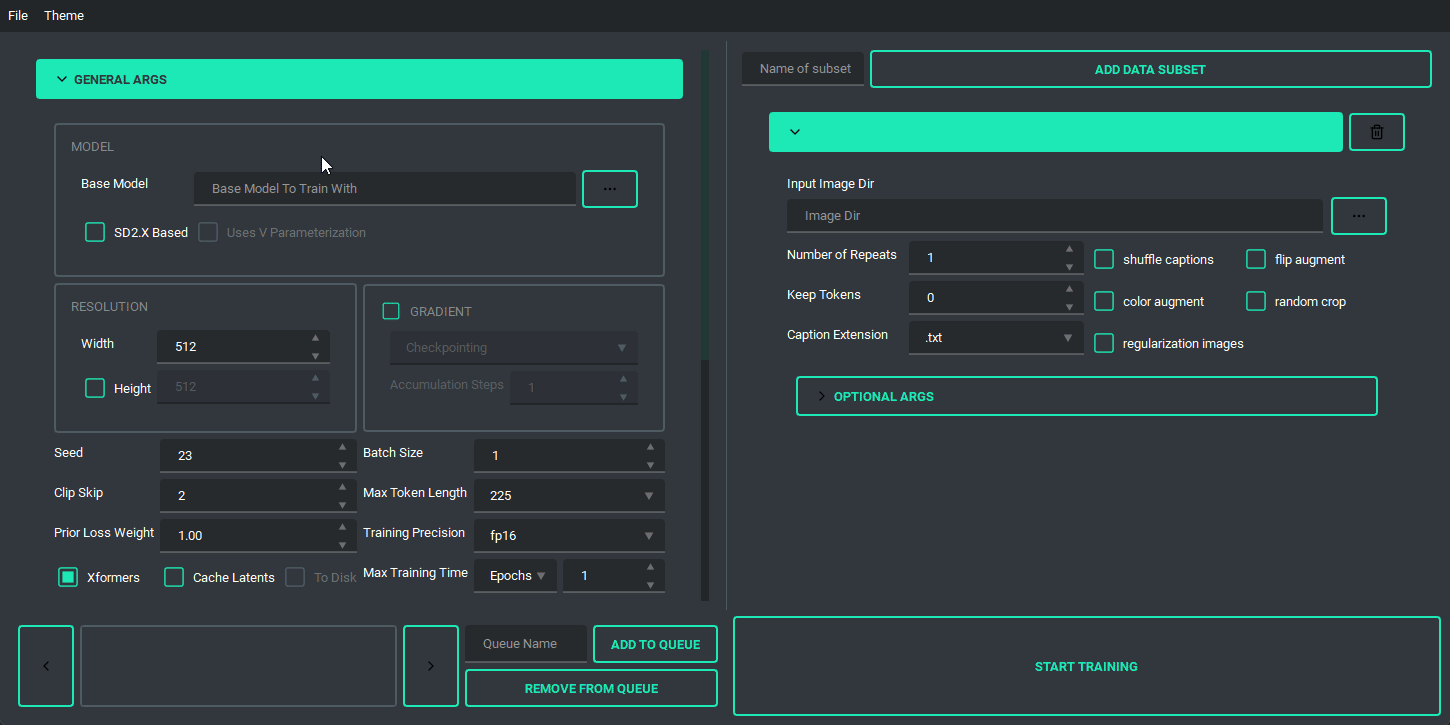 File Theme
GENERAL ARGS
MODEL
Base Model Base Model To Train With ...
SD2.X Based Uses V Parameterization
RESOLUTION
Width 512
Height 512
GRADIENT
Checkpointing
Accumulation Steps 1
Seed 23 Batch Size 1
Clip Skip 2 Max Token Length 225
Prior Loss Weight 1.00 Training Precision fp16
Xformers Cache Latents To Disk Max Training Time Epochs 1
< > Queue Name ADD TO QUEUE
REMOVE FROM QUEUE
Name of subset ADD DATA SUBSET
Input Image Dir
Image Dir ...
Number of Repeats 1 shuffle captions flip augment
Keep Tokens 0 color augment random crop
Caption Extension .txt regularization images
OPTIONAL ARGS
START TRAINING